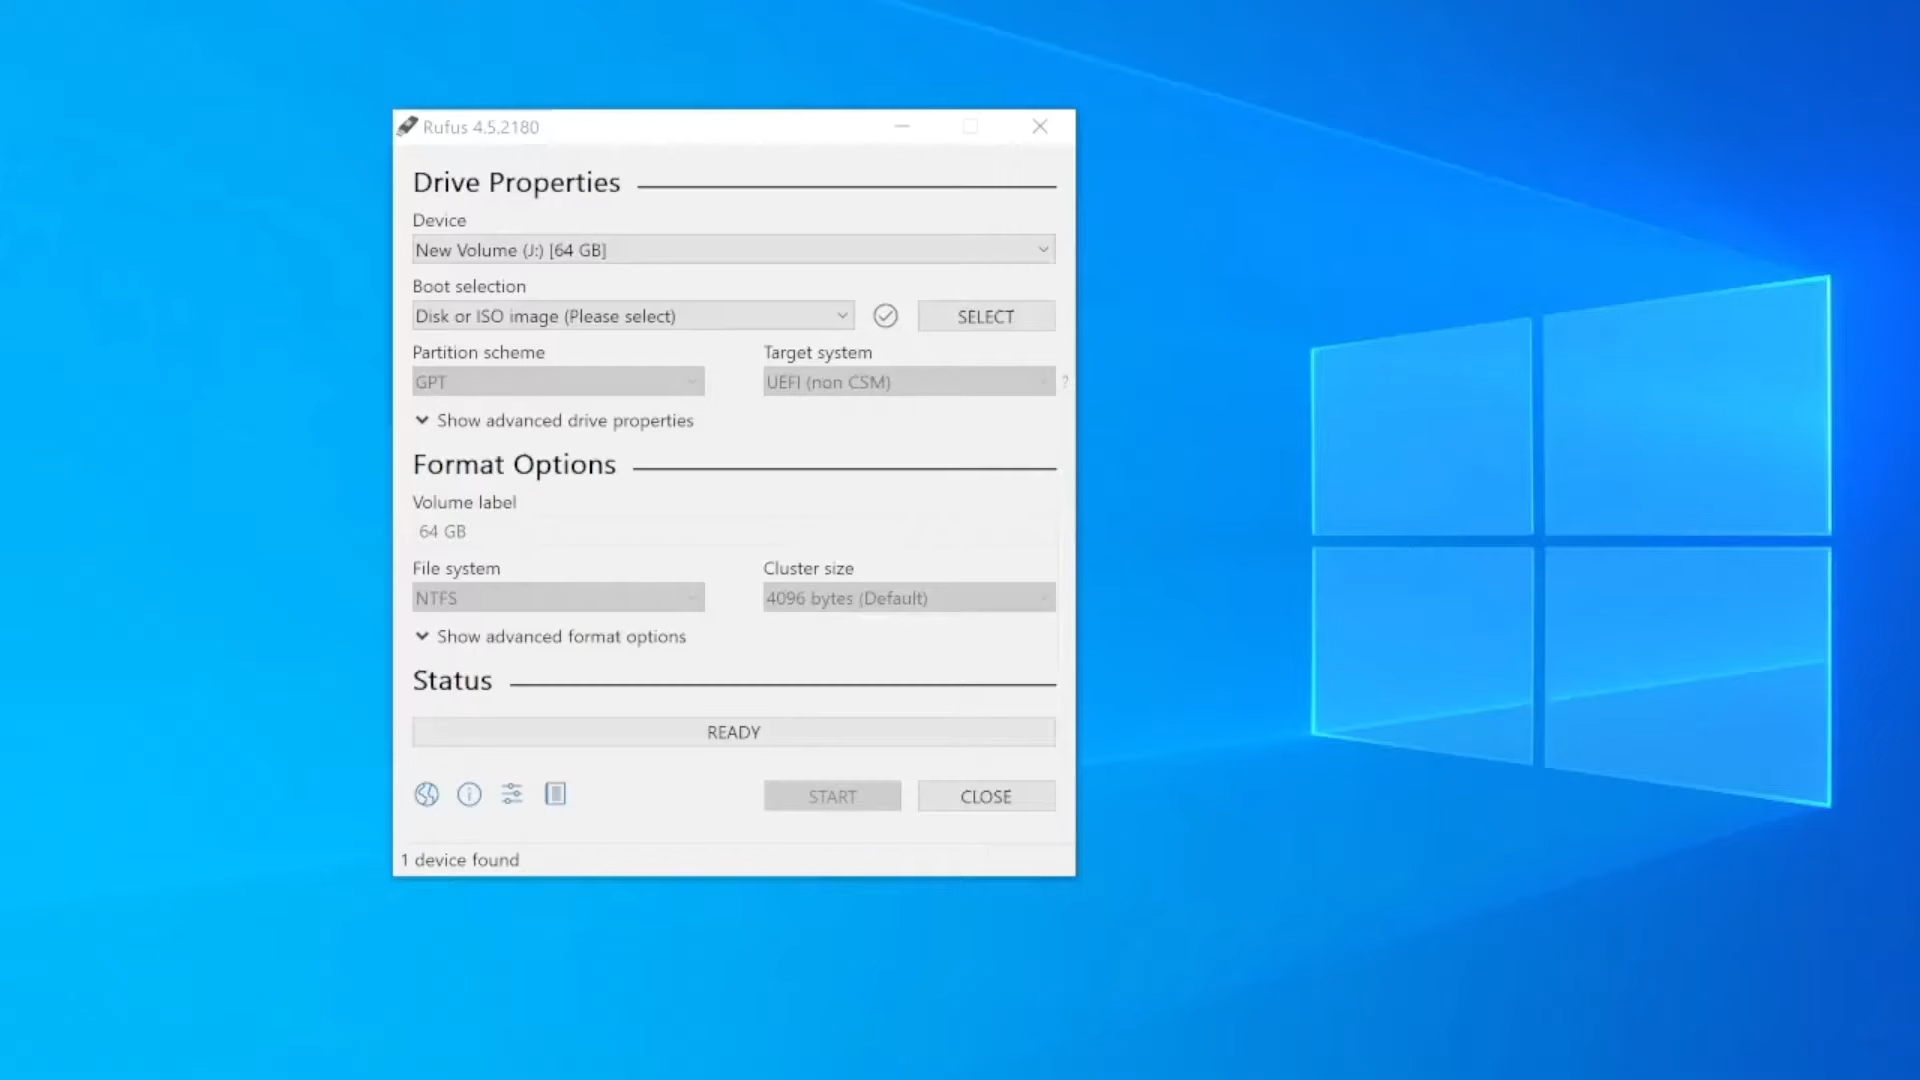 Rufus 4.5.2180
Drive Properties
Device
New Volume (J:) [64 GB]
Boot selection
Disk or ISO image (Please select)
SELECT
Partition scheme
Target system
GPT
UEFI (non CSM)
?
Show advanced drive properties
Format Options
Volume label
64 GB
File system
Cluster size
NTFS
4096 bytes (Default)
Show advanced format options
Status
READY
START
CLOSE
1 device found